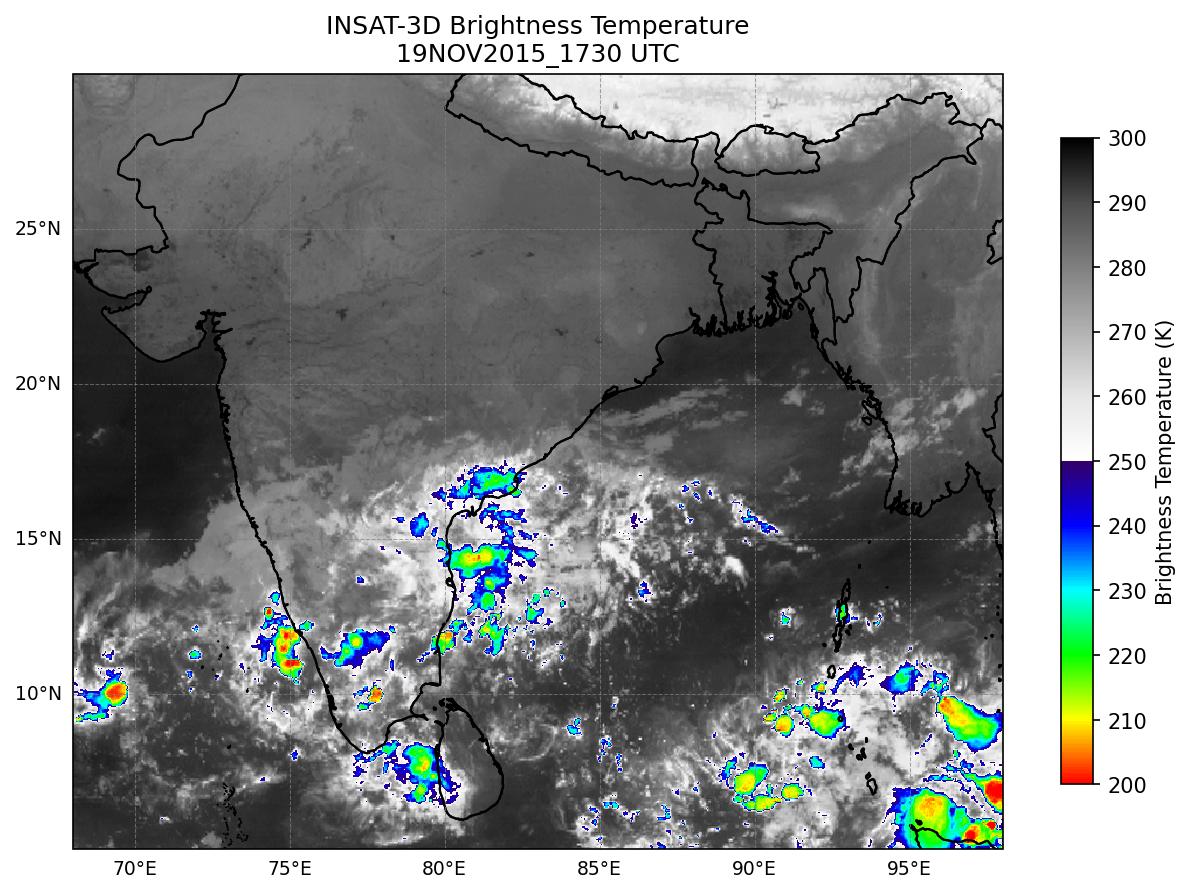 INSAT-3D Brightness Temperature
19NOV2015_1730 UTC
25°N
20°N
15°N
10°N
70°E
75°E
80°E
85°E
90°E
95°E
300
290
280
270
260
250
240
230
220
210
200
Brightness Temperature (K)